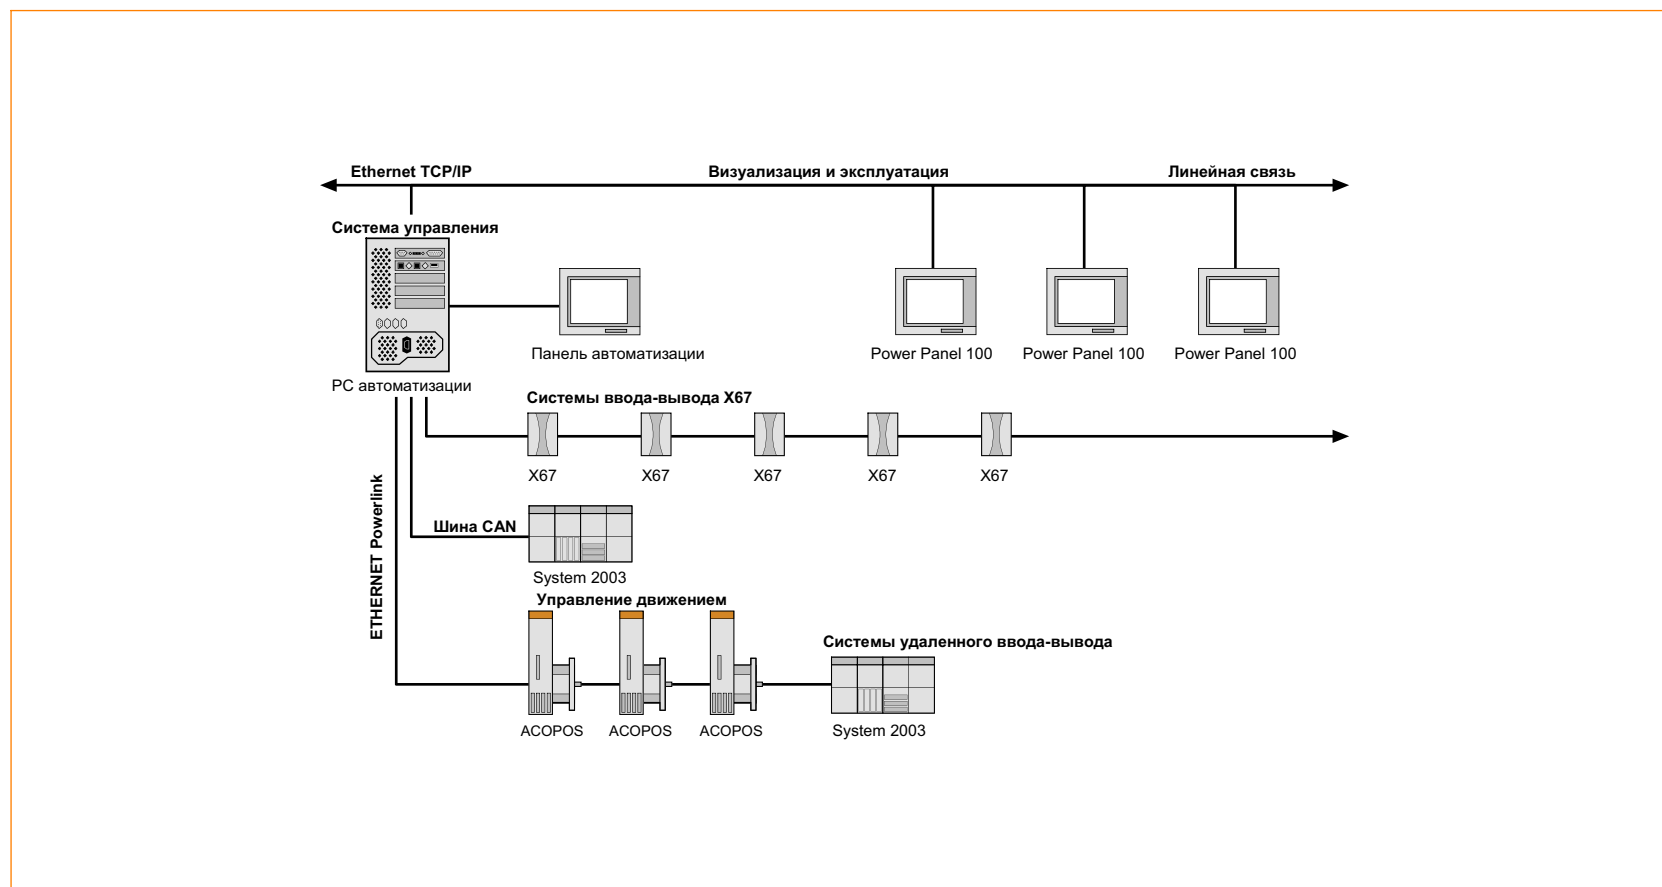 Ethernet TCP/IP
Визуализация и эксплуатация
Линейная связь
Система управления
Панель автоматизации
Power Panel 100
Power Panel 100
Power Panel 100
PC автоматизации
Системы ввода-вывода X67
X67
X67
X67
X67
X67
ETHERNET Powerlink
Шина CAN
System 2003
Управление движением
Системы удаленного ввода-вывода
ACOPOS
ACOPOS
ACOPOS
System 2003